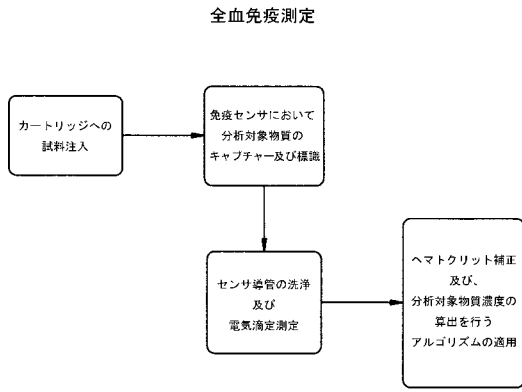 全血免疫測定
カートリッジへの
試料注入
免疫センサにおいて
分析対象物質の
キャプチャー及び標識
センサ導管の洗浄
及び
電気滴定測定
ヘマトクリット補正
及び、
分析対象物質濃度の
算出を行う
アルゴリズムの適用